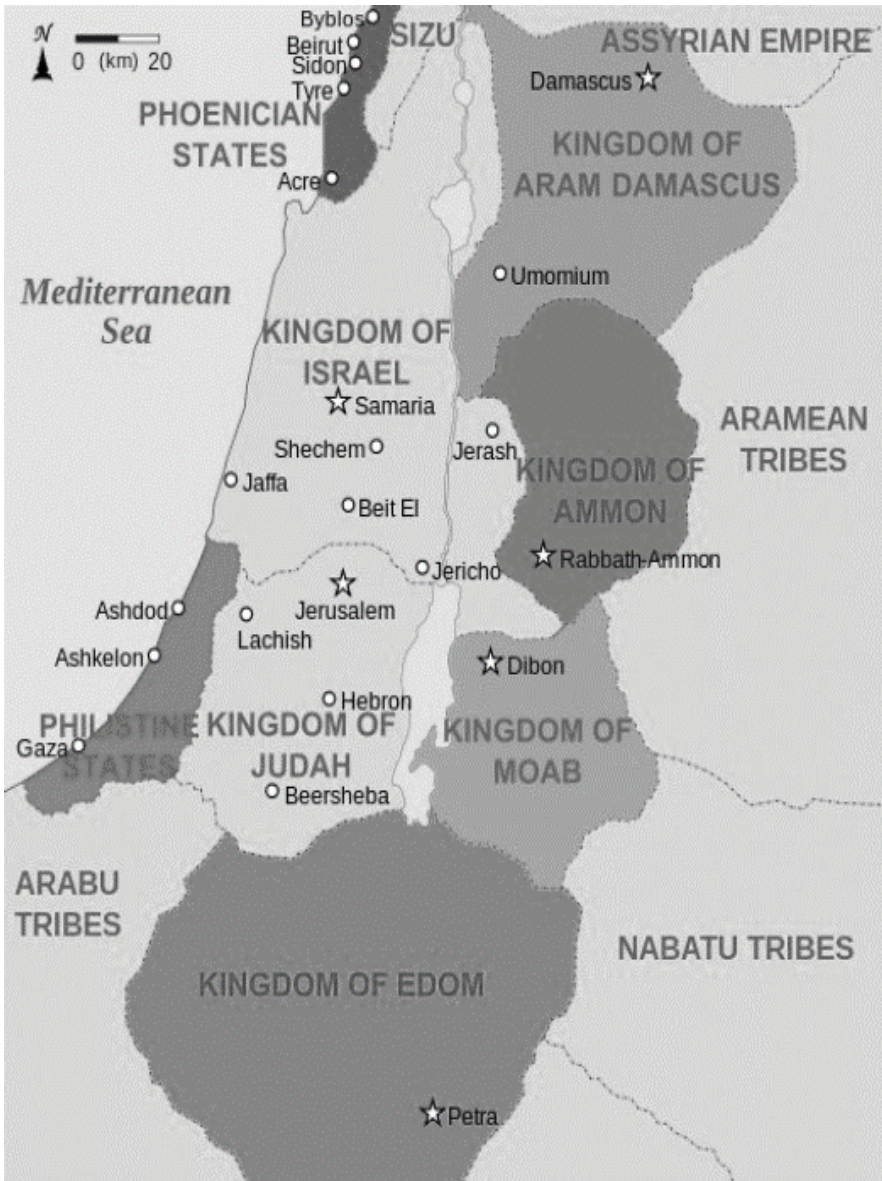 N
0 (km) 20
Byblos
Beirut
Sidon
Tyre
SIZU
ASSYRIAN EMPIRE
Damascus
PHOENICIAN
STATES
KINGDOM OF
ARAM DAMASCUS
Acre
Umomium
Mediterranean
Sea
KINGDOM OF
ISRAEL
Samaria
Shechem
Jerash
ARAMEAN
TRIBES
Jaffa
KINGDOM OF
AMMON
Beit El
Rabbath-Ammon
Jericho
Jerusalem
Ashdod
Lachish
Ashkelon
Dibon
Hebron
PHILISTINE
STATES
Gaza
KINGDOM OF
JUDAH
KINGDOM OF
MOAB
Beersheba
ARABU
TRIBES
NABATU TRIBES
KINGDOM OF EDOM
Petra